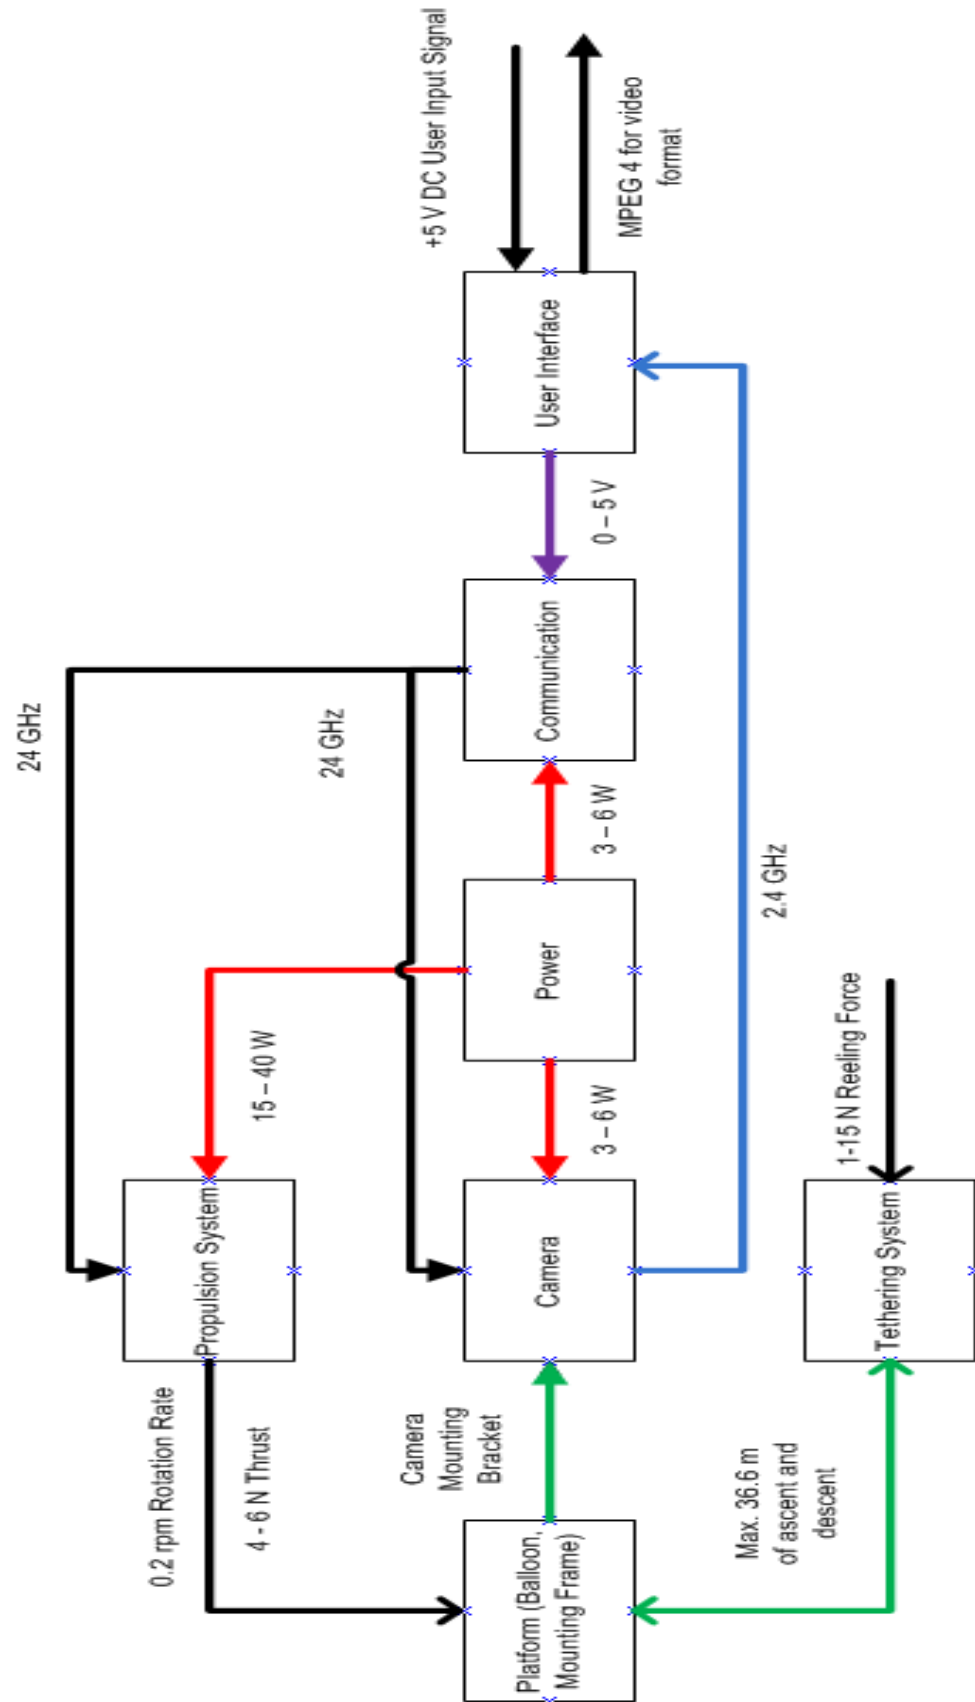 24 GHz
24 GHz
0.2 rpm Rotation Rate
4 - 6 N Thrust
Propulsion System
15 – 40 W
+5 V DC User Input Signal
Camera
Mounting
Bracket
Platform (Balloon,
Mounting Frame)
Camera
3 – 6 W
Power
3 – 6 W
Communication
0 – 5 V
User Interface
MPEG 4 for video
format
Max. 36.6 m
of ascent and
descent
Tethering System
1-15 N Reeling Force
2.4 GHz